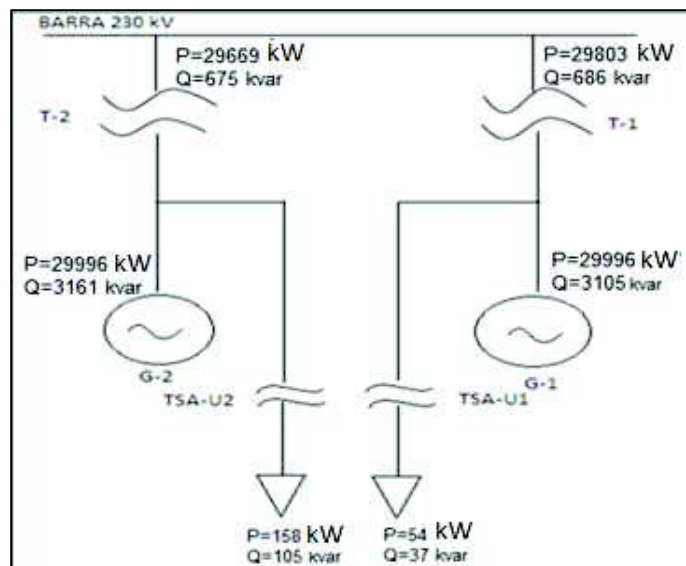 BARRA 230 kV
P=29669 kW
Q=675 kvar
P=29803 kW
Q=686 kvar
T-2
T-1
P=29996 kW
Q=3161 kvar
P=29996 kW
Q=3105 kvar
G-2
G-1
TSA-U2
TSA-U1
P=158 kW
Q=105 kvar
P=54 kW
Q=37 kvar